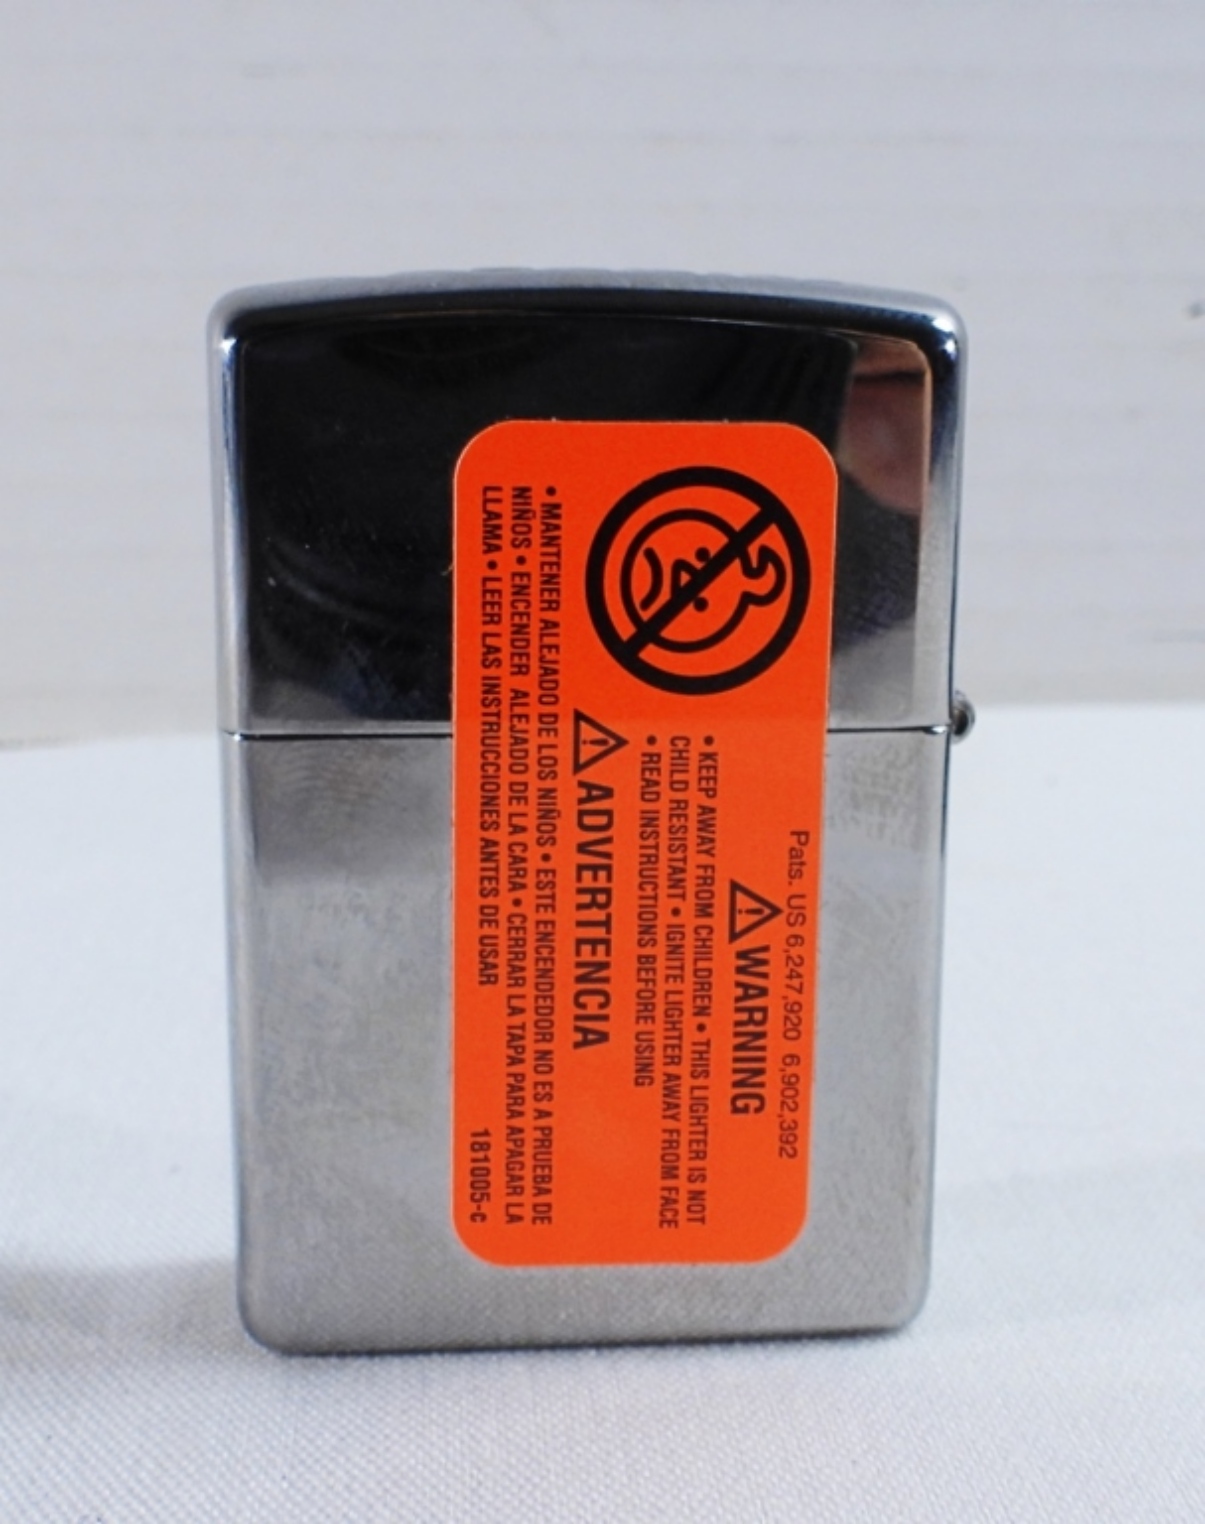 Pats. US 6,247,920  6,902,392
WARNING
• KEEP AWAY FROM CHILDREN • THIS LIGHTER IS NOT
CHILD RESISTANT • IGNITE LIGHTER AWAY FROM FACE
• READ INSTRUCTIONS BEFORE USING
ADVERTENCIA
• MANTENER ALEJADO DE LOS NIÑOS • ESTE ENCENDEDOR NO ES A PRUEBA DE
NIÑOS • ENCENDER ALEJADO DE LA CARA • CERRAR LA TAPA PARA APAGAR LA
LLAMA • LEER LAS INSTRUCCIONES ANTES DE USAR
181005-c